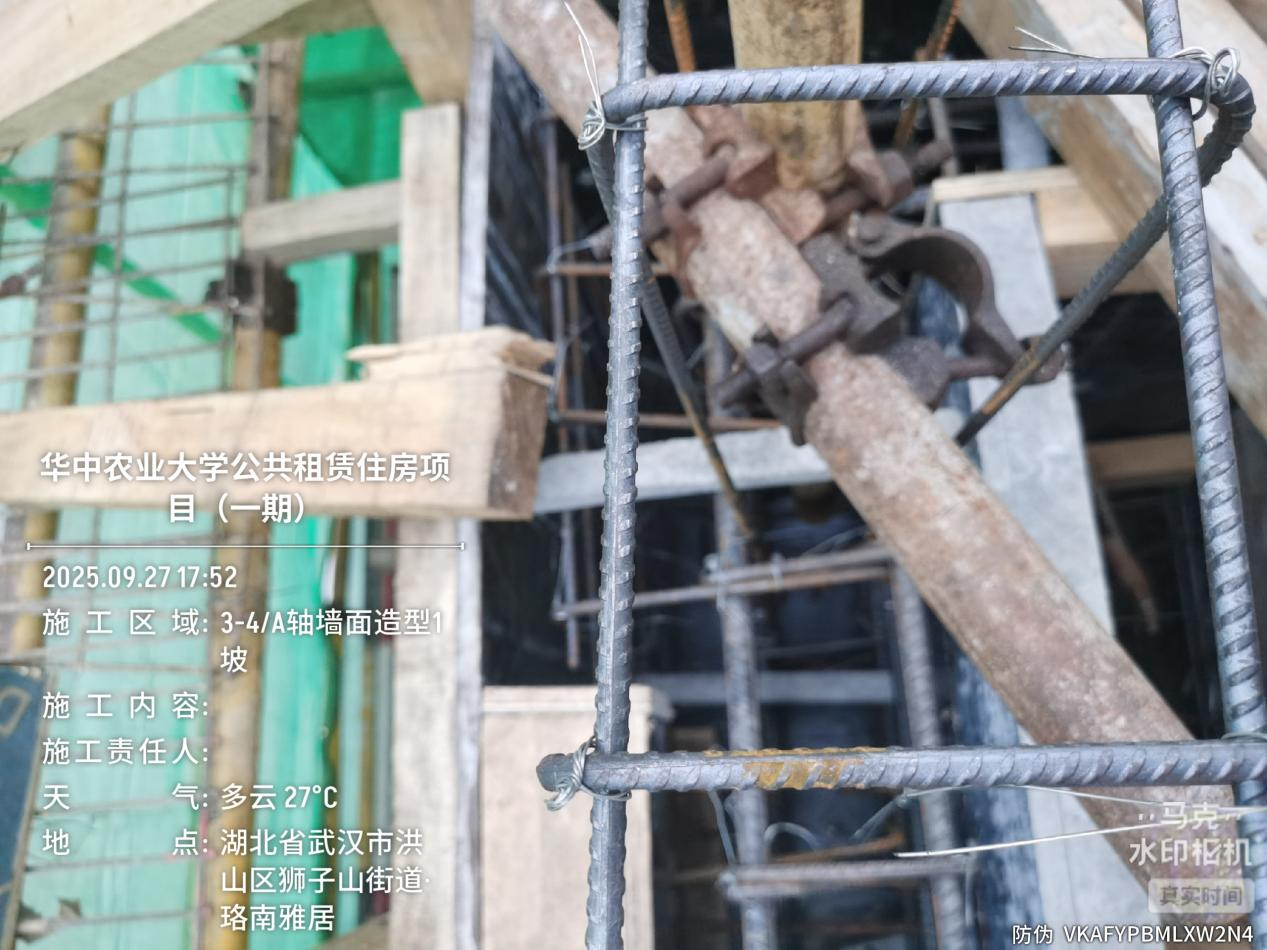 华中农业大学公共租赁住房项
目（一期）
2025.09.27 17:52
施工区域: 3-4/A轴墙面造型1
坡
施工内容:
施工责任人:
天气: 多云 27°C
地点: 湖北省武汉市洪
山区狮子山街道·
珞南雅居
马克
水印相机
真实时间
防伪 VKAFYPBMLXW2N4